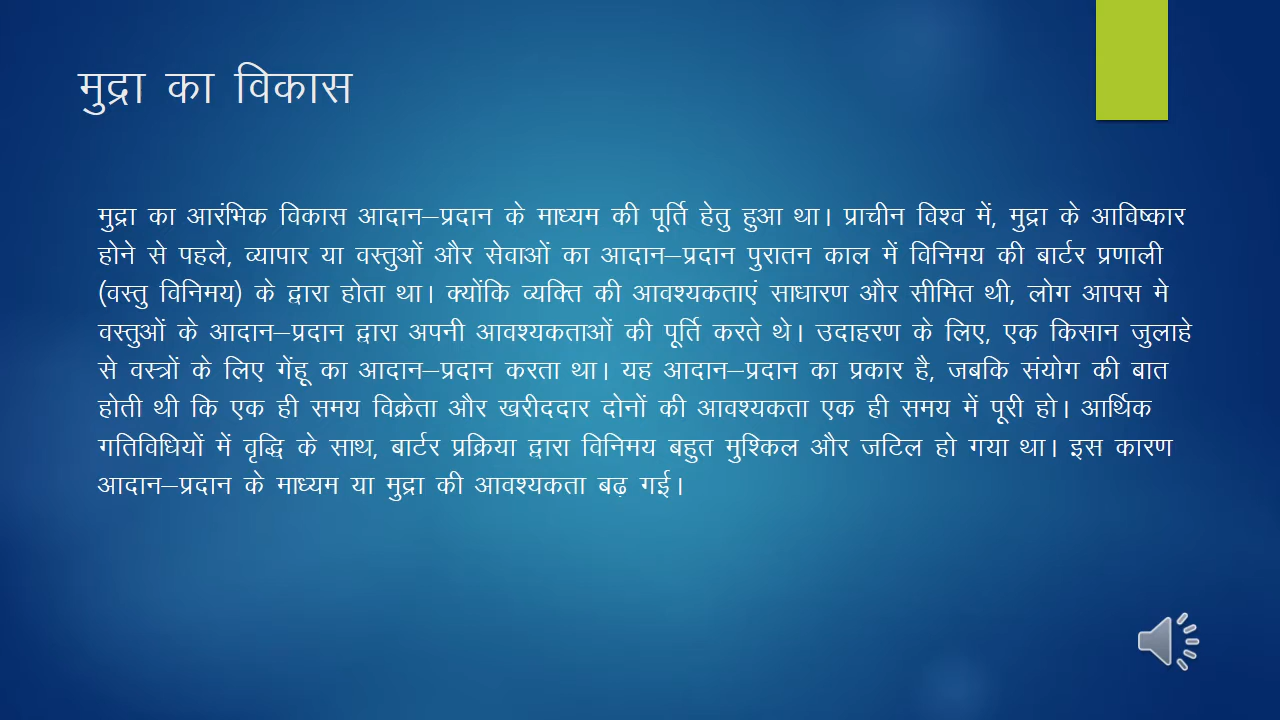 मुद्रा का विकास
मुद्रा का आरंभिक विकास आदान–प्रदान के माध्यम की पूर्ति हेतु हुआ था। प्राचीन विश्व में, मुद्रा के आविष्कार
होने से पहले, व्यापार या वस्तुओं और सेवाओं का आदान–प्रदान पुरातन काल में विनिमय की बार्टर प्रणाली
(वस्तु विनिमय) के द्वारा होता था। क्योंकि व्यक्ति की आवश्यकताएं साधारण और सीमित थी, लोग आपस मे
वस्तुओं के आदान–प्रदान द्वारा अपनी आवश्यकताओं की पूर्ति करते थे। उदाहरण के लिए, एक किसान जुलाहे
से वस्त्रों के लिए गेंहू का आदान–प्रदान करता था। यह आदान–प्रदान का प्रकार है, जबकि संयोग की बात
होती थी कि एक ही समय विक्रेता और खरीददार दोनों की आवश्यकता एक ही समय में पूरी हो। आर्थिक
गतिविधियों में वृद्धि के साथ, बार्टर प्रक्रिया द्वारा विनिमय बहुत मुश्किल और जटिल हो गया था। इस कारण
आदान–प्रदान के माध्यम या मुद्रा की आवश्यकता बढ़ गई।